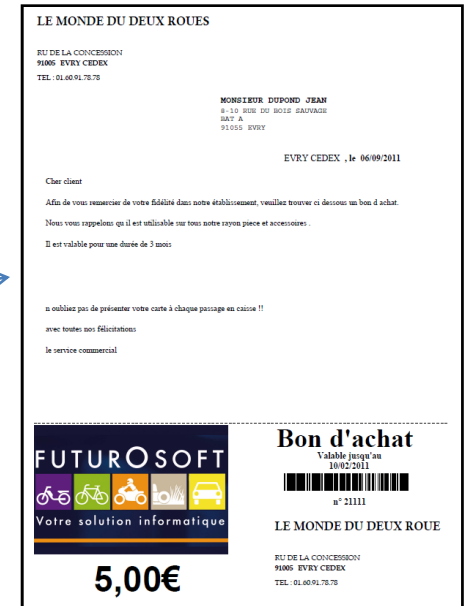 LE MONDE DU DEUX ROUES
RU DE LA CONCESSION
91005 EVRY CEDEX
TEL : 01.60.91.78.78
MONSIEUR DUPOND JEAN
8-10 RUE DU BOIS SAUVAGE
BAT A
91055 EVRY
EVRY CEDEX , le 06/09/2011
Cher client
Afin de vous remercier de votre fidélité dans notre établissement, veuillez trouver ci dessous un bon d achat.
Nous vous rappelons qu il est utilisable sur tous notre rayon piece et accessoires .
Il est valable pour une durée de 3 mois
n oubliez pas de présenter votre carte à chaque passage en caisse !!
avec toutes nos félicitations
le service commercial
FUTUROSOFT
Votre solution informatique
5,00€
Bon d'achat
Valable jusqu'au
10/02/2011
n° 21111
LE MONDE DU DEUX ROUE
RU DE LA CONCESSION
91005 EVRY CEDEX
TEL : 01.60.91.78.78